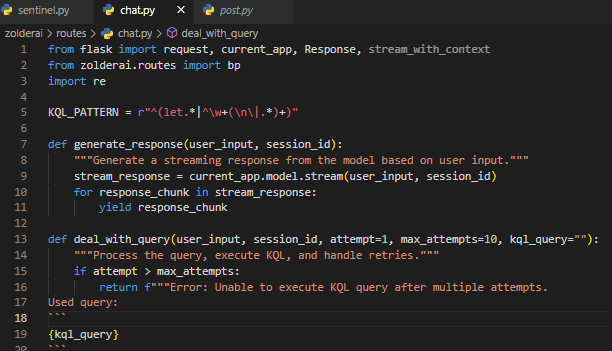 sentinel.py chat.py × post.py
zolderai > routes > chat.py > deal_with_query
1 from flask import request, current_app, Response, stream_with_context
2 from zolderai.routes import bp
3 import re
4
5 KQL_PATTERN = r"^(let.*|^\w+(\n\|.*)+)"
6
7 def generate_response(user_input, session_id):
8 """Generate a streaming response from the model based on user input."""
9 stream_response = current_app.model.stream(user_input, session_id)
10 for response_chunk in stream_response:
11 yield response_chunk
12
13 def deal_with_query(user_input, session_id, attempt=1, max_attempts=10, kql_query=""):
14 """Process the query, execute KQL, and handle retries."""
15 if attempt > max_attempts:
16 return f"""Error: Unable to execute KQL query after multiple attempts.
17 Used query:
18 ```
19 {kql_query}
20 ```